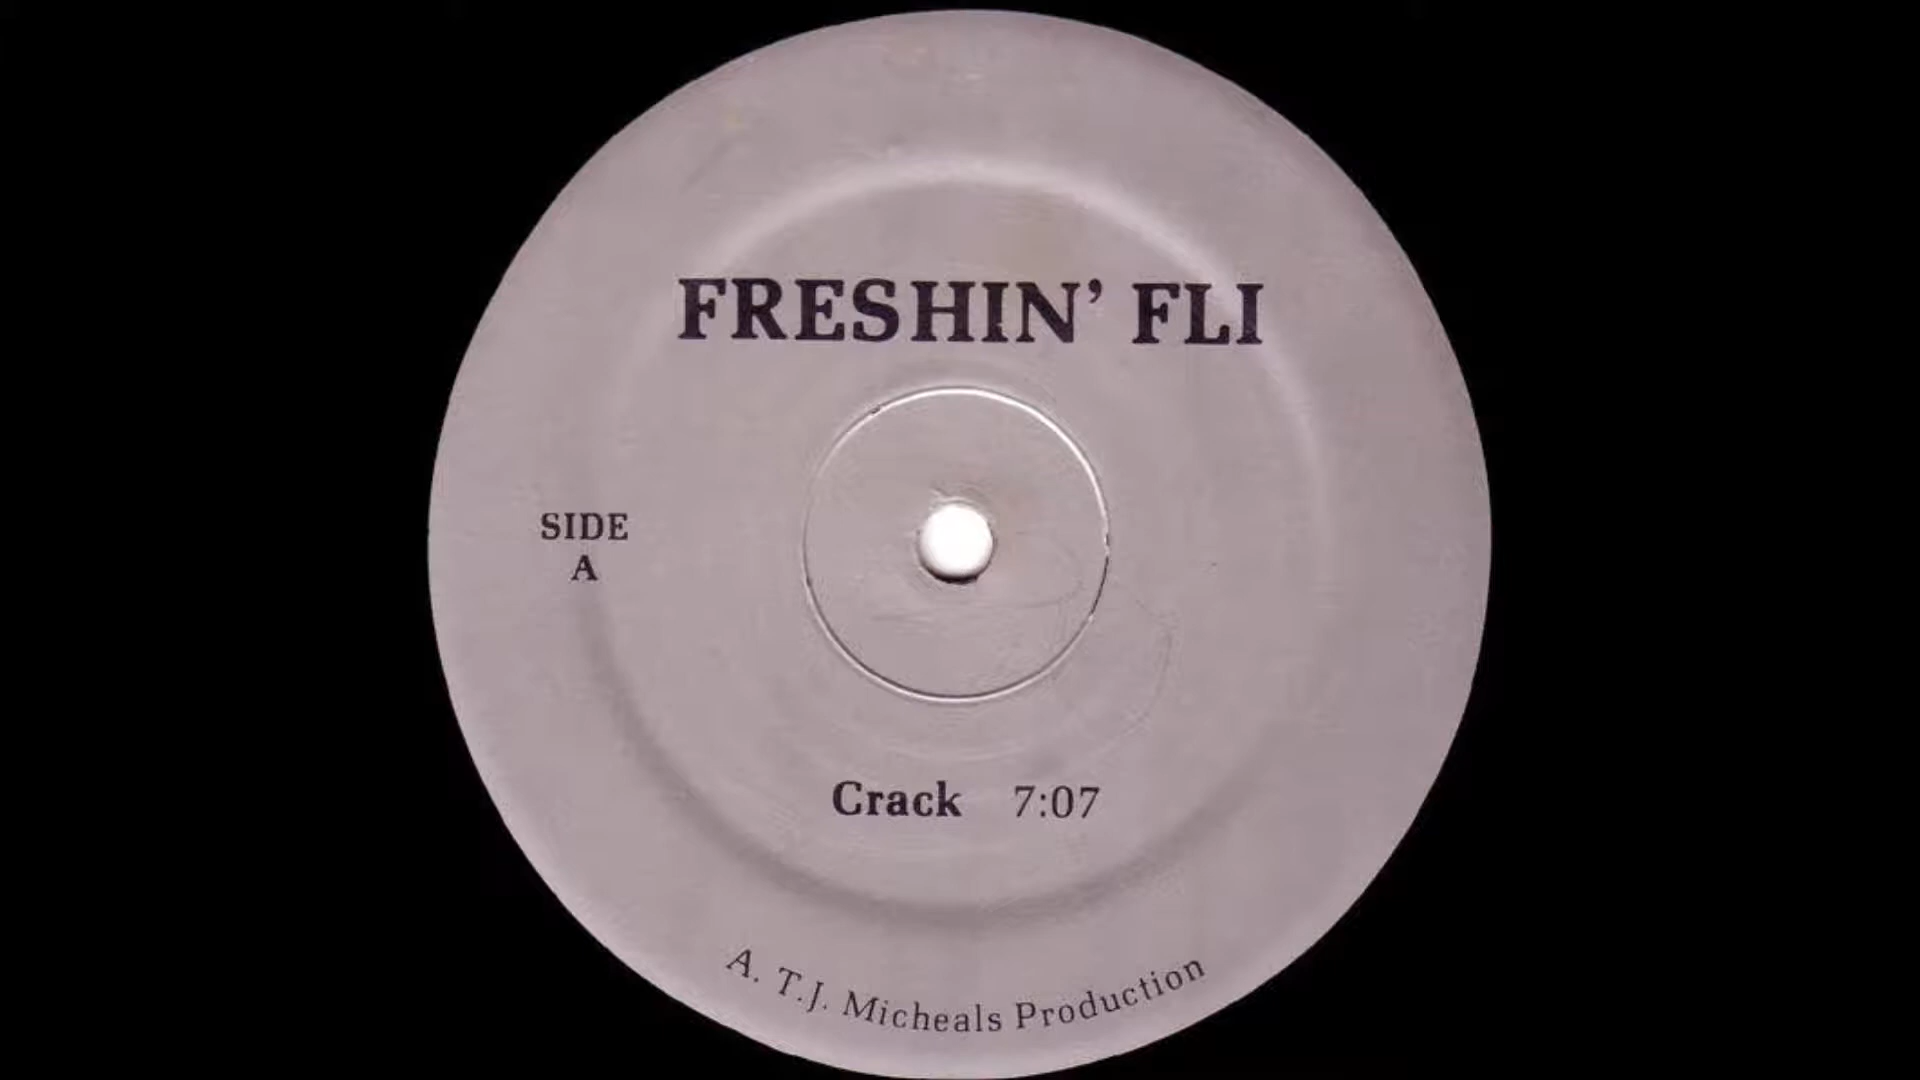 FRESHIN' FLI
SIDE
A
Crack 7:07
A. T.J. Micheals Production